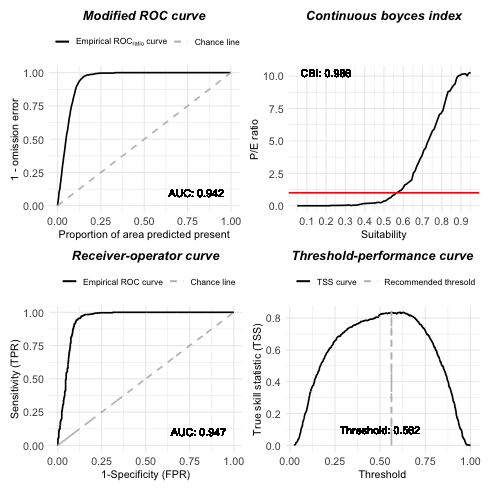 Modified ROC curve
Empirical ROCratio curve
Chance line
1 - omission error
1.00
0.75
0.50
0.25
0.00
AUC: 0.942
0.00 0.25 0.50 0.75 1.00
Proportion of area predicted present
Continuous boyces index
P/E ratio
10.0
7.5
5.0
2.5
0.0
0.1 0.2 0.3 0.4 0.5 0.6 0.7 0.8 0.9
Suitability
CBI:
Receiver-operator curve
Empirical ROC curve
Chance line
Sensitivity (TPR)
1.00
0.75
0.50
0.25
0.00
AUC: 0.947
0.00 0.25 0.50 0.75 1.00
1-Specificity (FPR)
Threshold-performance curve
TSS curve
Recommended thresold
True skill statistic (TSS)
0.8
0.6
0.4
0.2
0.0
Threshold: 0.562
0.00 0.25 0.50 0.75 1.00
Threshold